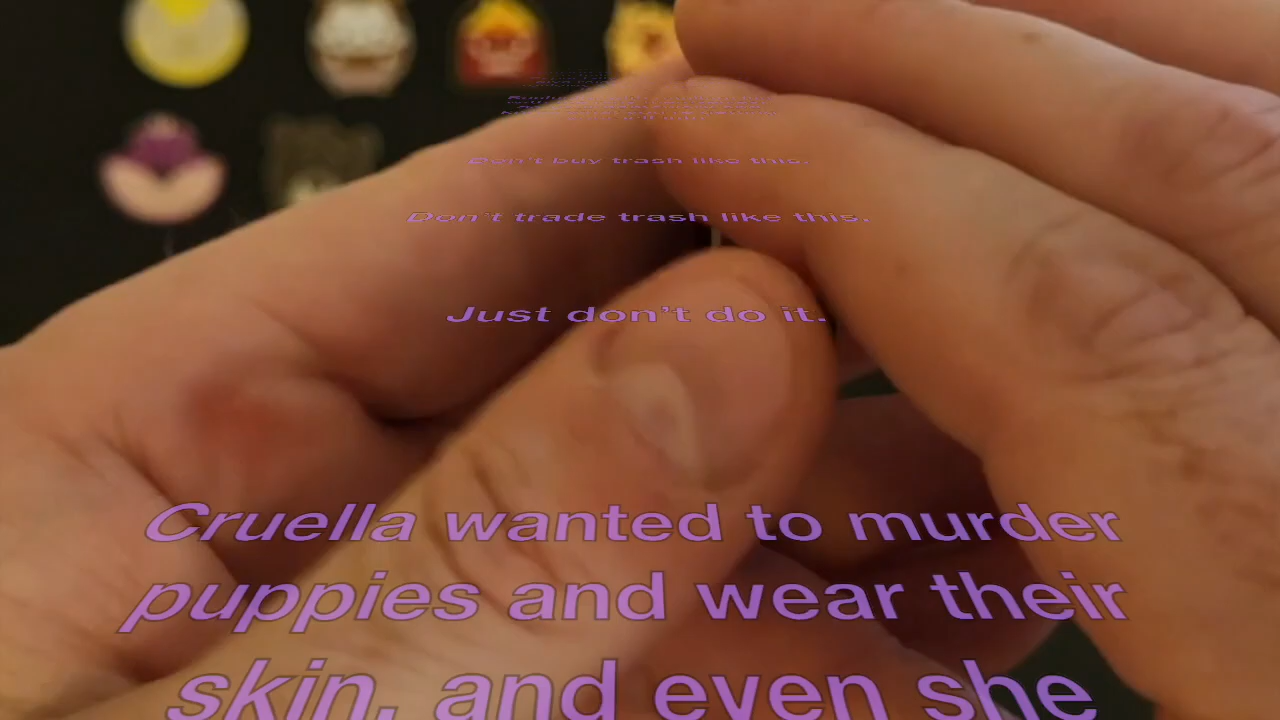 Don't buy trash like this.
Don't trade trash like this.
Just don't do it.
Cruella wanted to murder
puppies and wear their
skin, and even she